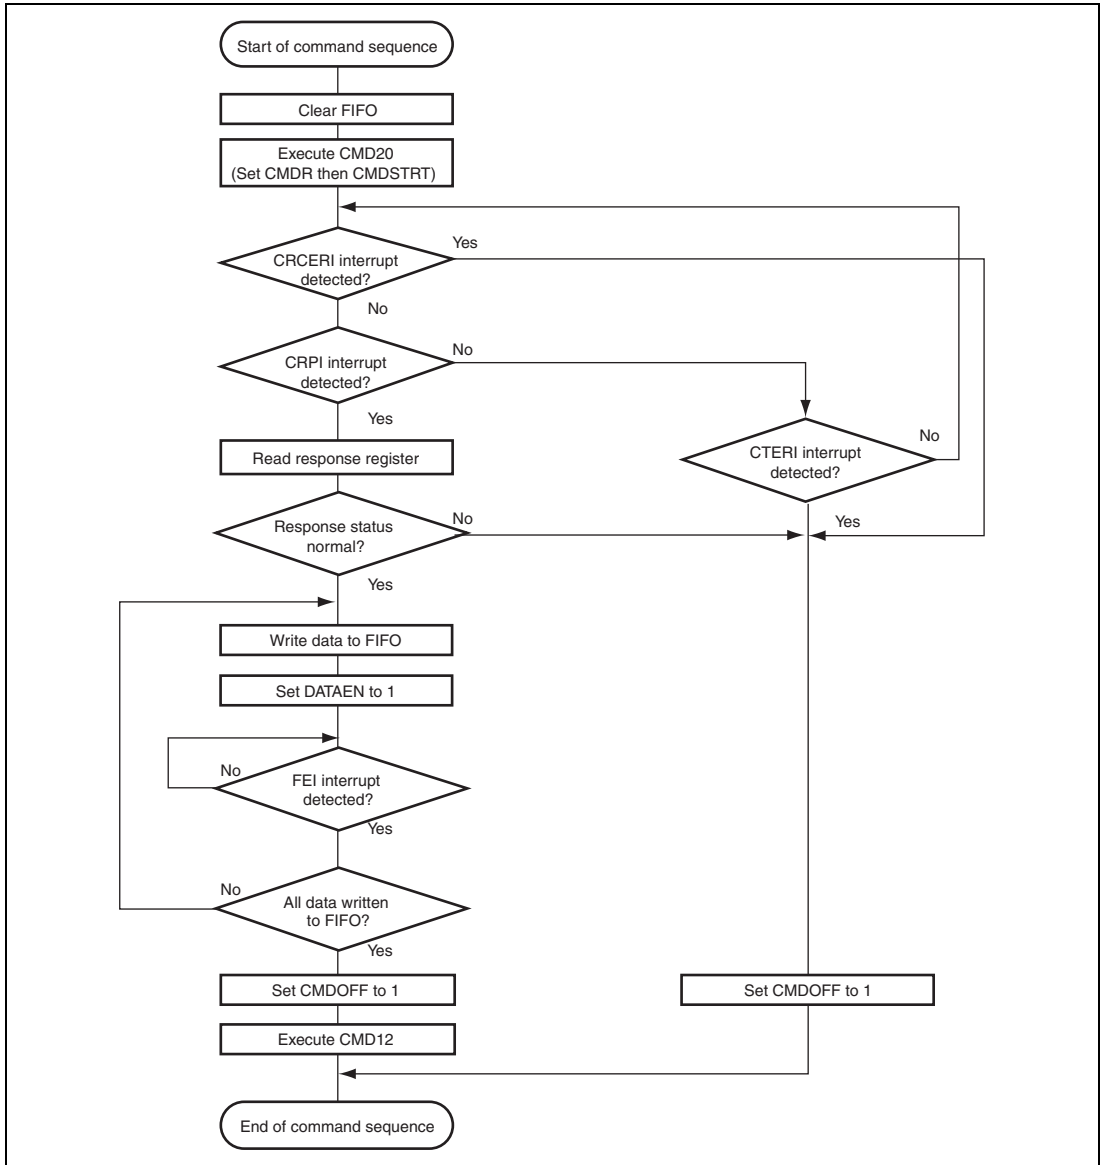 Start of command sequence
Clear FIFO
Execute CMD20
(Set CMDR then CMDSTRT)
Yes
CRCERI interrupt
detected?
No
No
CRPI interrupt
detected?
Yes
No
CTERI interrupt
detected?
Read response register
No
Yes
Response status
normal?
Yes
Write data to FIFO
Set DATAEN to 1
No
FEI interrupt
detected?
Yes
No
All data written
to FIFO?
Yes
Set CMDOFF to 1
Set CMDOFF to 1
Execute CMD12
End of command sequence